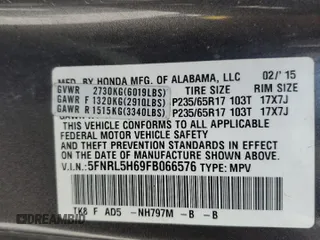 MFD. BY HONDA MFG. OF ALABAMA, LLC 02/'15
GVWR 2730KG(6019LBS) TIRE SIZE RIM SIZE
GAWR F 1320KG(2910LBS) P235/65R17 103T 17X7J
GAWR R 1515KG(3340LBS) P235/65R17 103T 17X7J
THIS VEHICLE CONFORMS TO ALL APPLICABLE
FEDERAL MOTOR VEHICLE SAFETY AND
THEFT PREVENTION STANDARDS IN EFFECT ON
THE DATE OF MANUFACTURE SHOWN ABOVE.
V.I.N.:5FNRL5H69FB066576 TYPE: MPV
TK8 F AD5 -NH797M -B -B
DREAMBID